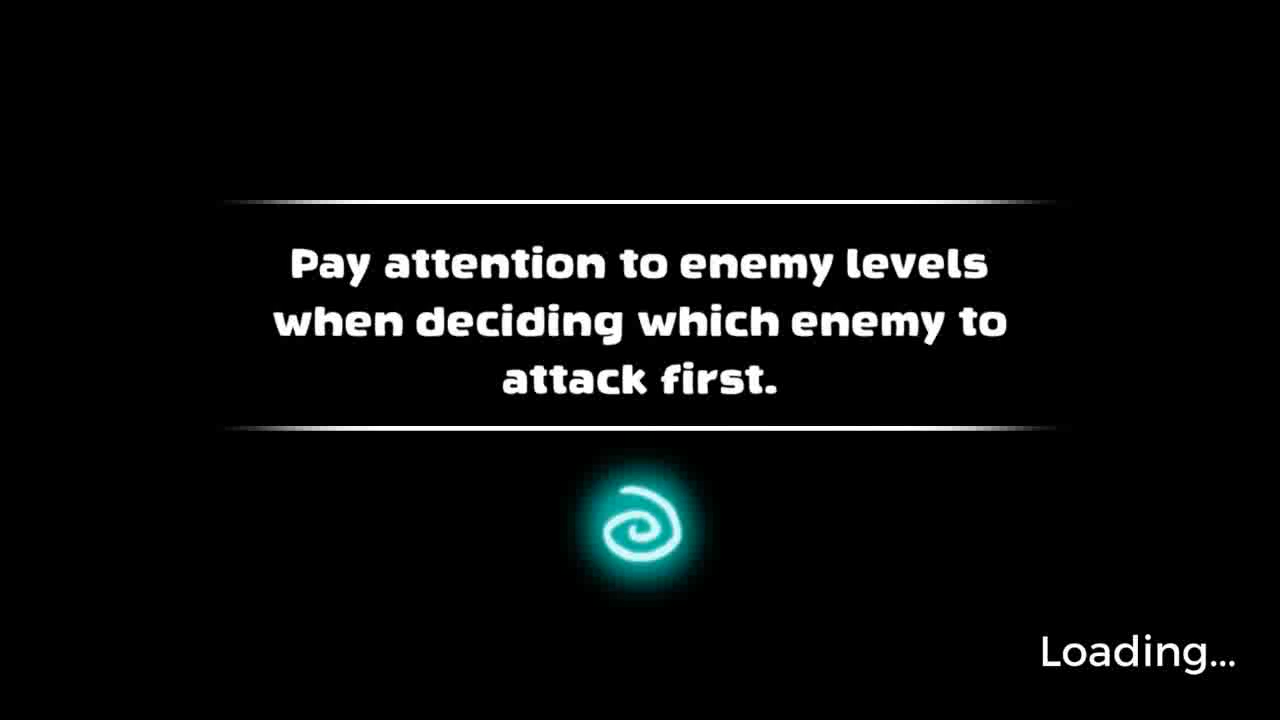 Pay attention to enemy levels
when deciding which enemy to
attack first.
Loading...